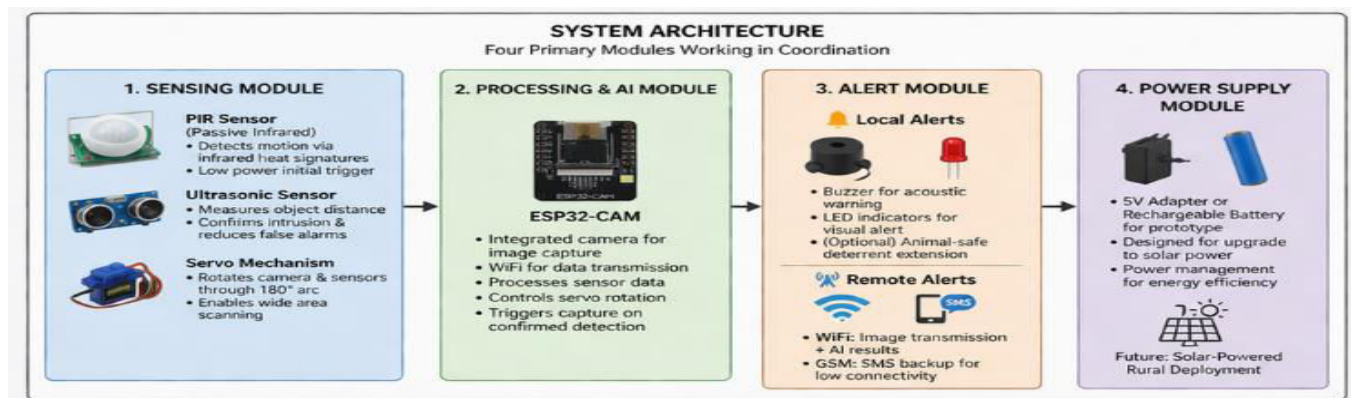 SYSTEM ARCHITECTURE
Four Primary Modules Working in Coordination
1. SENSING MODULE
PIR Sensor
(Passive Infrared)
• Detects motion via
infrared heat signatures
• Low power initial trigger
Ultrasonic Sensor
• Measures object distance
• Confirms intrusion &
reduces false alarms
Servo Mechanism
• Rotates camera & sensors
through 180° arc
• Enables wide area
scanning
2. PROCESSING & AI MODULE
ESP32-CAM
• Integrated camera for
image capture
• WiFi for data transmission
• Processes sensor data
• Controls servo rotation
• Triggers capture on
confirmed detection
3. ALERT MODULE
Local Alerts
• Buzzer for acoustic
warning
• LED indicators for
visual alert
• (Optional) Animal-safe
deterrent extension
Remote Alerts
SMS
• WiFi: Image transmission
+ AI results
• GSM: SMS backup for
low connectivity
4. POWER SUPPLY
MODULE
• 5V Adapter or
Rechargeable Battery
for prototype
• Designed for upgrade
to solar power
• Power management
for energy efficiency
Future: Solar-Powered
Rural Deployment